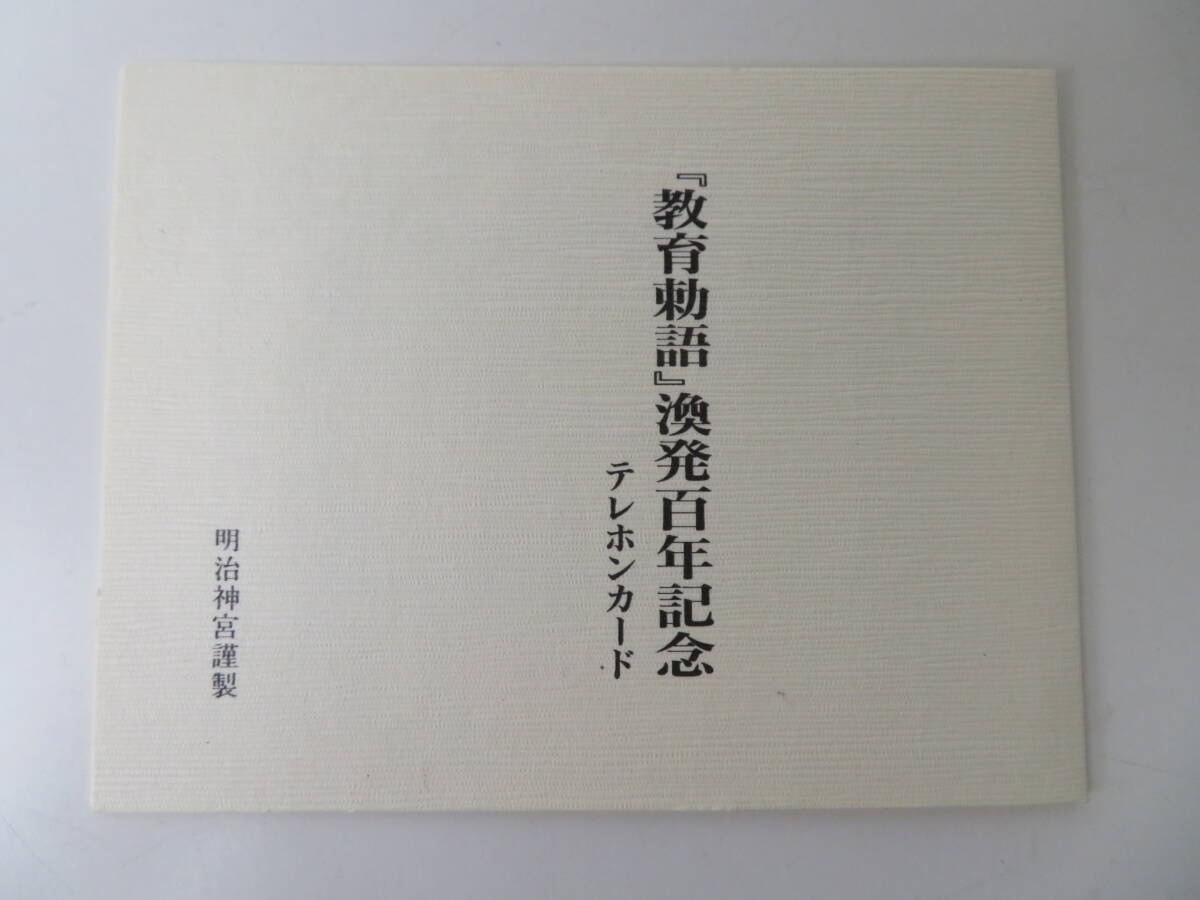 『教育勅語』渙発百年記念
テレホンカード
明治神宮謹製